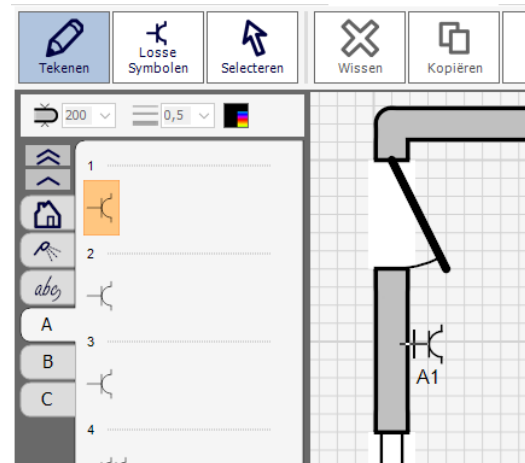 Tekenen
Losse
Symbolen
Selecteren
Wissen
Kopiëren
200
0,5
1
2
abc
A
3
B
C
4
A1